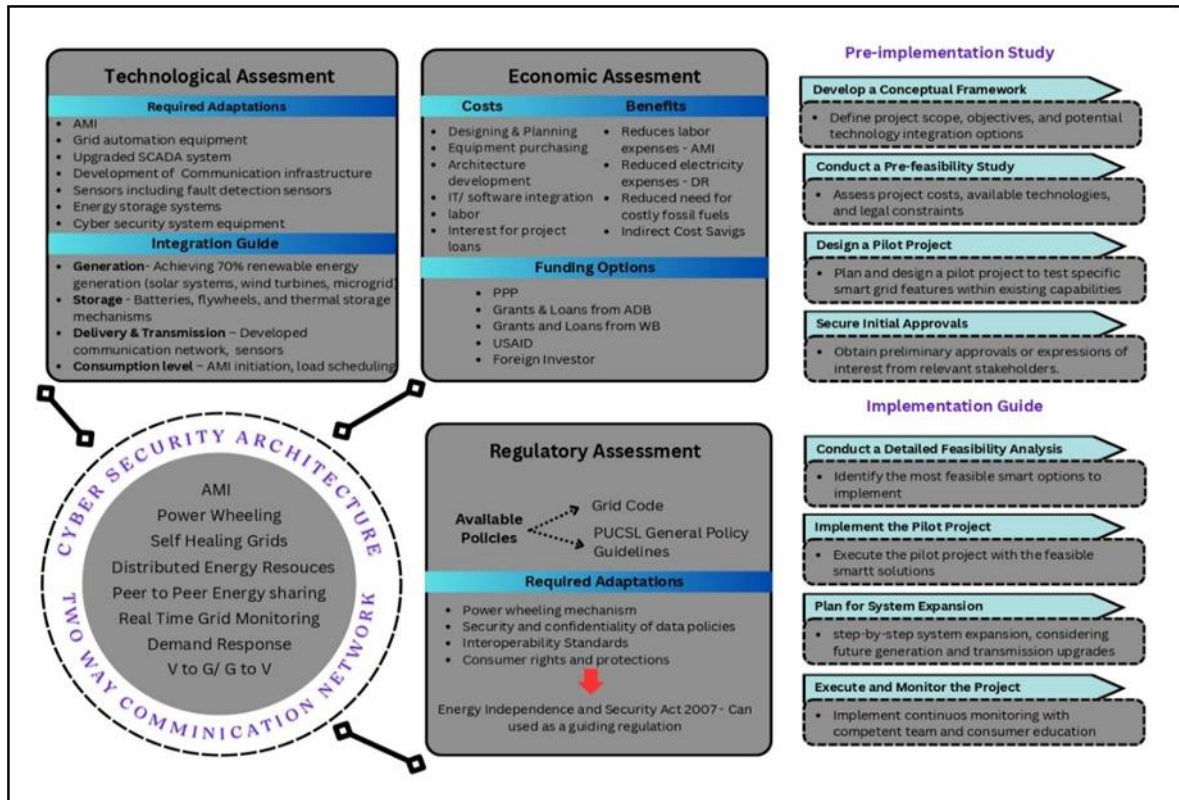 Technological Assesment
Required Adaptations
• AMI
• Grid automation equipment
• Upgraded SCADA system
• Development of Communication infrastructure
• Sensors including fault detection sensors
• Energy storage systems
• Cyber security system equipment
Integration Guide
• Generation- Achieving 70% renewable energy
generation (solar systems, wind turbines, microgrid)
• Storage - Batteries, flywheels, and thermal storage
mechanisms
• Delivery & Transmission – Developed
communication network, sensors
• Consumption level – AMI initiation, load scheduling
Economic Assesment
Costs
• Designing & Planning
• Equipment purchasing
• Architecture
development
• IT/ software integration
• labor
• Interest for project
loans
Benefits
• Reduces labor
expenses - AMI
• Reduced electricity
expenses - DR
• Reduced need for
costly fossil fuels
• Indirect Cost Savigs
Funding Options
• PPP
• Grants & Loans from ADB
• Grants and Loans from WB
• USAID
• Foreign Investor
CYBER SECURITY ARCHITECTURE
AMI
Power Wheeling
Self Healing Grids
Distributed Energy Resouces
Peer to Peer Energy sharing
Real Time Grid Monitoring
Demand Response
V to G/ G to V
TWO WAY COMMINICATION NETWORK
Regulatory Assessment
Available
Policies
Grid Code
PUCSL General Policy
Guidelines
Required Adaptations
• Power wheeling mechanism
• Security and confidentiality of data policies
• Interoperability Standards
• Consumer rights and protections
Energy Independence and Security Act 2007 - Can
used as a guiding regulation
Pre-implementation Study
Develop a Conceptual Framework
• Define project scope, objectives, and potential
technology integration options
Conduct a Pre-feasibility Study
• Assess project costs, available technologies,
and legal constraints
Design a Pilot Project
• Plan and design a pilot project to test specific
smart grid features within existing capabilities
Secure Initial Approvals
• Obtain preliminary approvals or expressions of
interest from relevant stakeholders.
Implementation Guide
Conduct a Detailed Feasibility Analysis
• Identify the most feasible smart options to
implement
Implement the Pilot Project
• Execute the pilot project with the feasible
smartt solutions
Plan for System Expansion
• step-by-step system expansion, considering
future generation and transmission upgrades
Execute and Monitor the Project
• Implement continuos monitoring with
competent team and consumer education